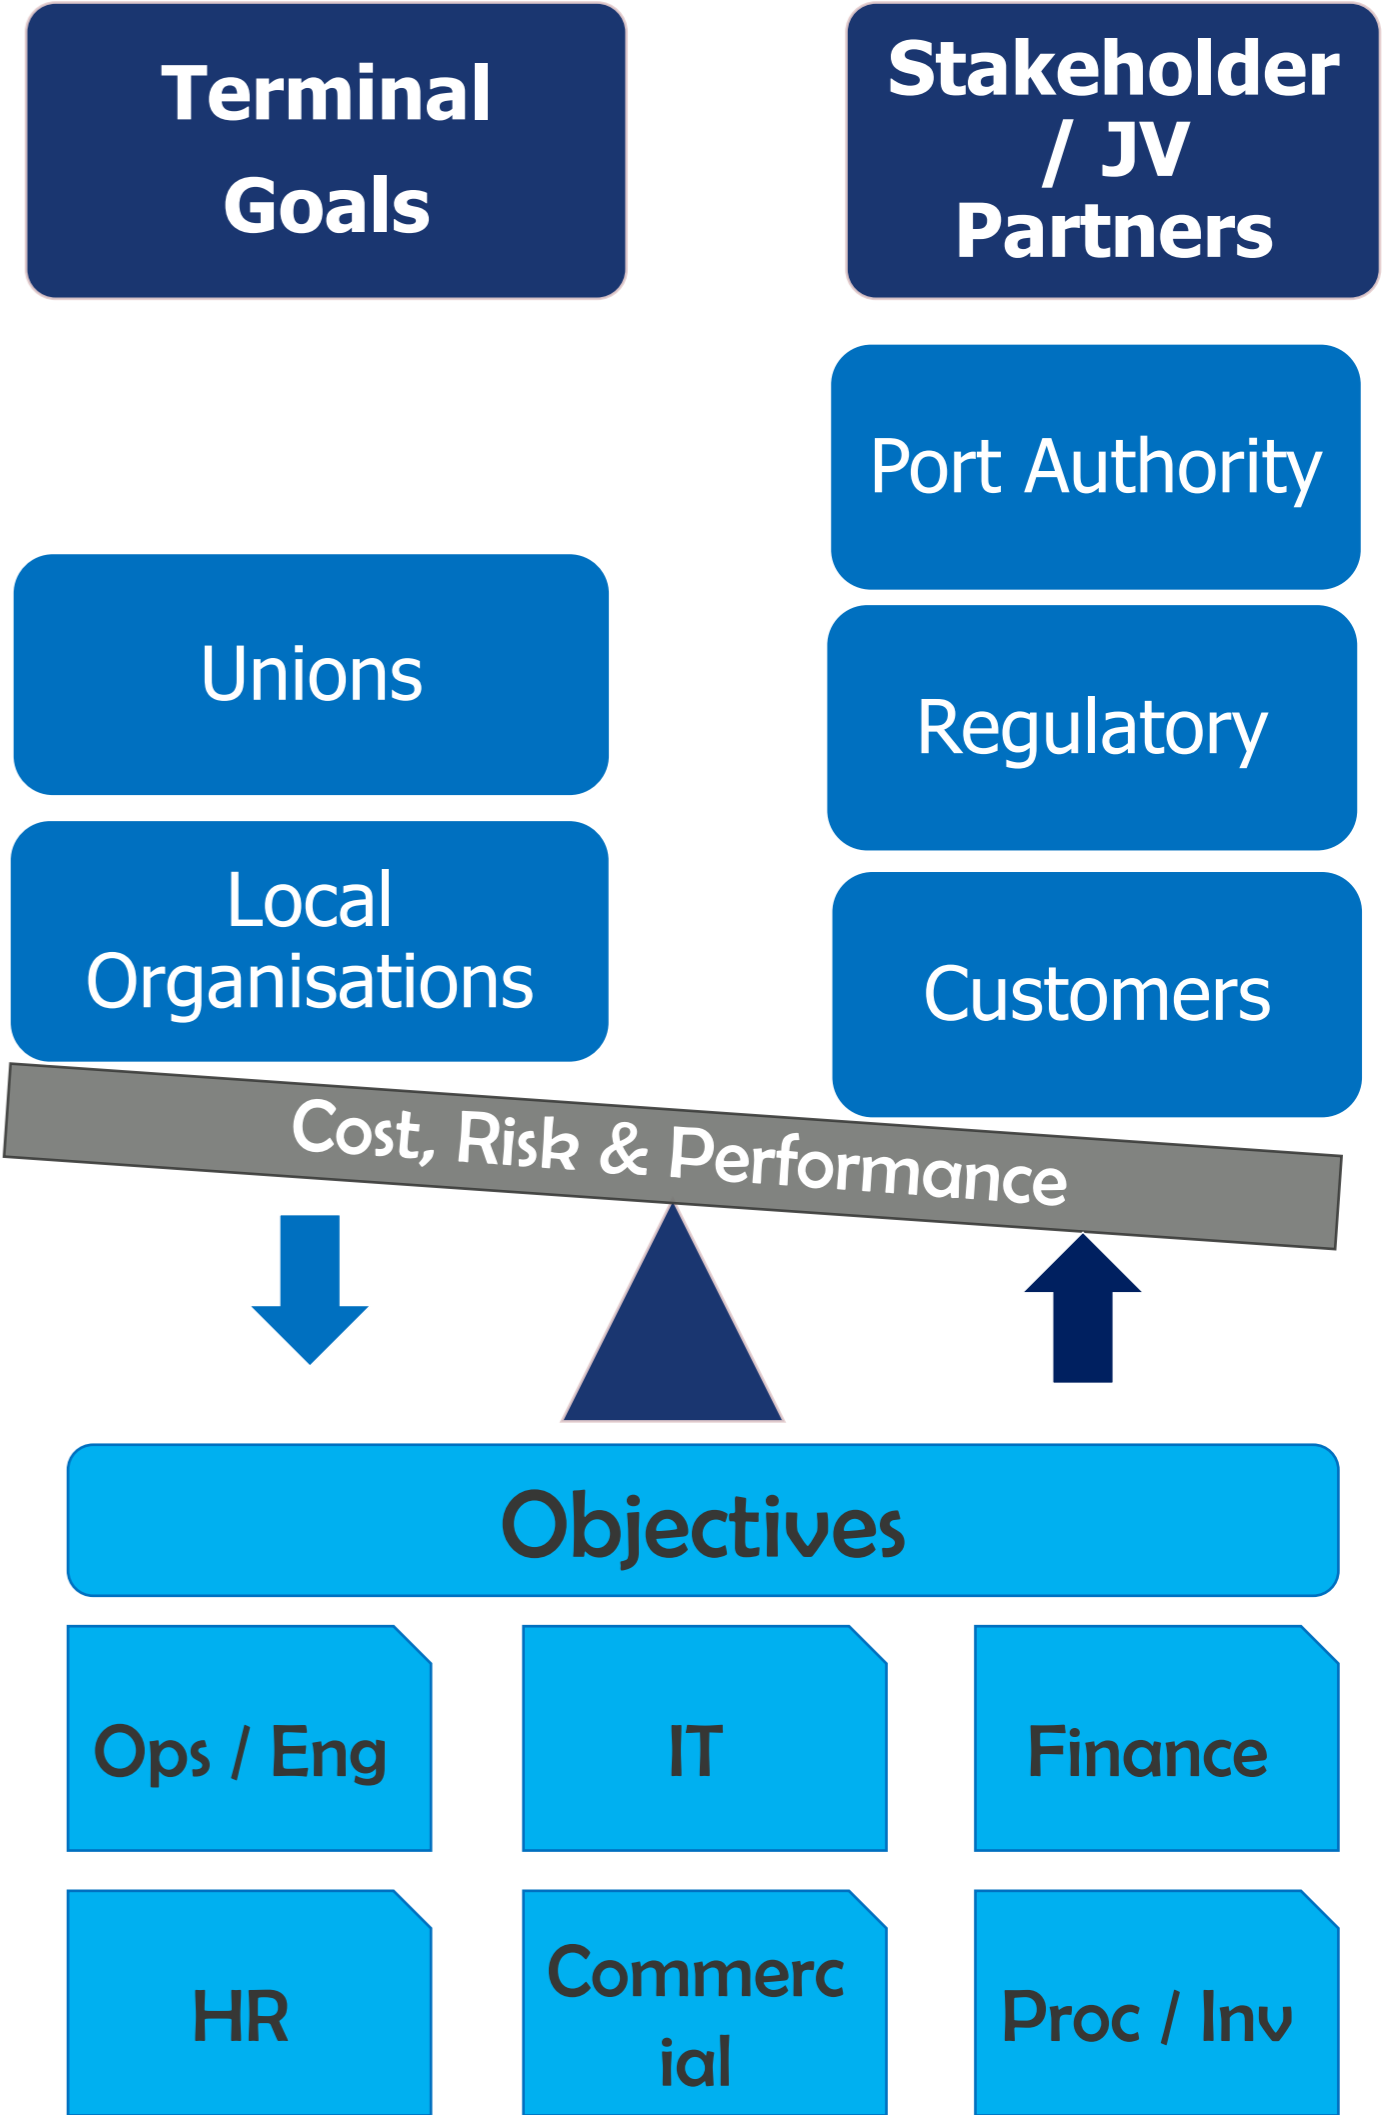 Terminal
Goals
Stakeholder
/ JV
Partners
Port Authority
Unions
Regulatory
Local
Organisations
Customers
Cost, Risk & Performance
Objectives
Ops / Eng
IT
Finance
HR
Commerc
ial
Proc / Inv